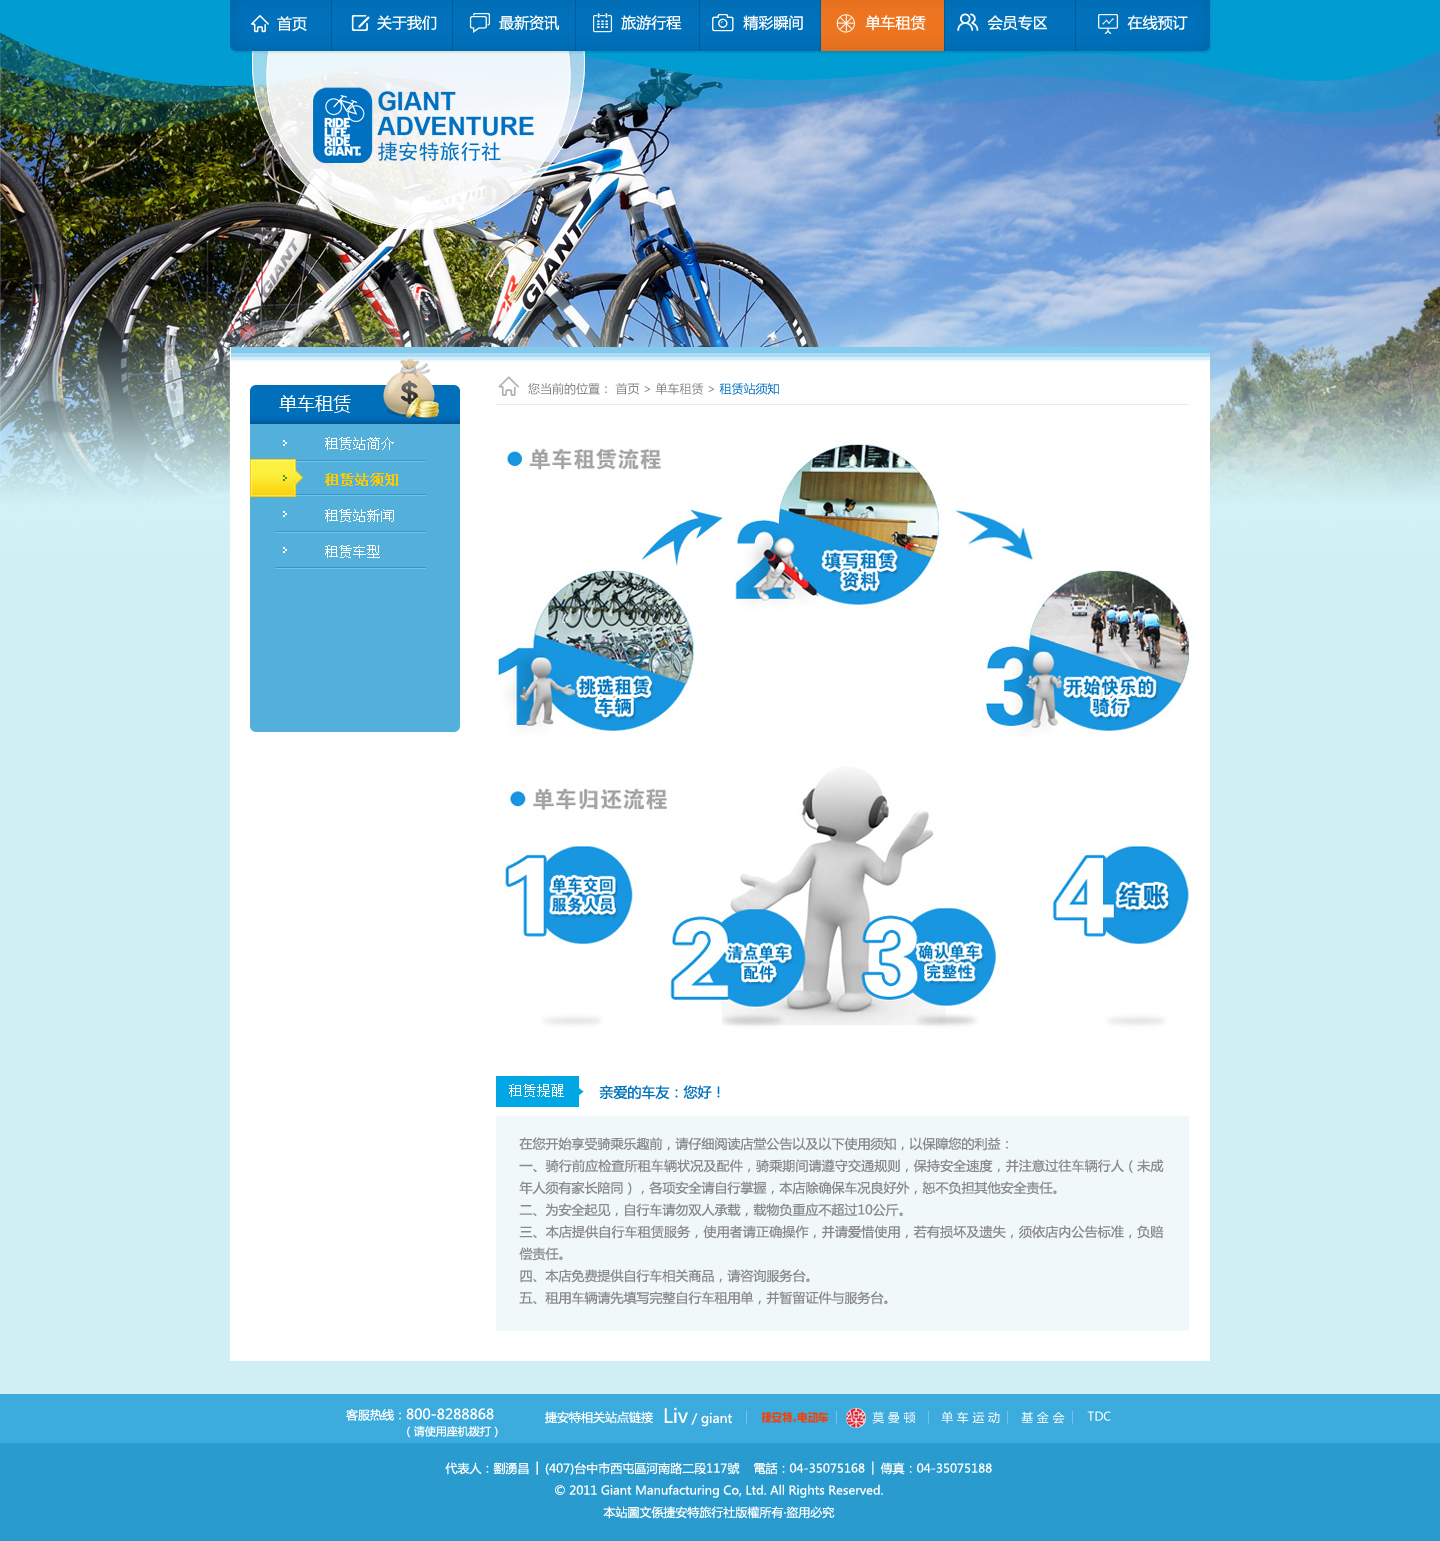 首页 关于我们 最新资讯 旅游行程 精彩瞬间 单车租赁 会员专区 在线预订
GIANT
ADVENTURE
捷安特旅行社
RIDE
LIFE.
RIDE
GIANT.
GIANT
GIANT
单车租赁
租赁站简介
租赁站须知
租赁站新闻
租赁车型
您当前的位置： 首页 > 单车租赁 > 租赁站须知
单车租赁流程
1
挑选租赁
车辆
2
填写租赁
资料
3
开始快乐的
骑行
单车归还流程
1
单车交回
服务人员
2
清点单车
配件
3
确认单车
完整性
4
结账
租赁提醒
亲爱的车友：您好！
在您开始享受骑乘乐趣前，请仔细阅读店堂公告以及以下使用须知，以保障您的利益：
一、骑行前应检查所租车辆状况及配件，骑乘期间请遵守交通规则，保持安全速度，并注意过往车辆行人（未成
年人须有家长陪同），各项安全请自行掌握，本店除确保车况良好外，恕不负担其他安全责任。
二、为安全起见，自行车请勿双人承载，载物负重应不超过10公斤。
三、本店提供自行车租赁服务，使用者请正确操作，并请爱惜使用，若有损坏及遗失，须依店内公告标准，负赔
偿责任。
四、本店免费提供自行车相关商品，请咨询服务台。
五、租用车辆请先填写完整自行车租用单，并暂留证件与服务台。
客服热线：800-8288868
（请使用座机拨打）
捷安特相关站点链接 Liv / giant 捷安特.电动车 莫曼顿 单车运动 基金会 TDC
代表人：劉湧昌 | (407)台中市西屯區河南路二段117號 電話：04-35075168 | 傳真：04-35075188
© 2011 Giant Manufacturing Co, Ltd. All Rights Reserved.
本站圖文係捷安特旅行社版權所有·盜用必究